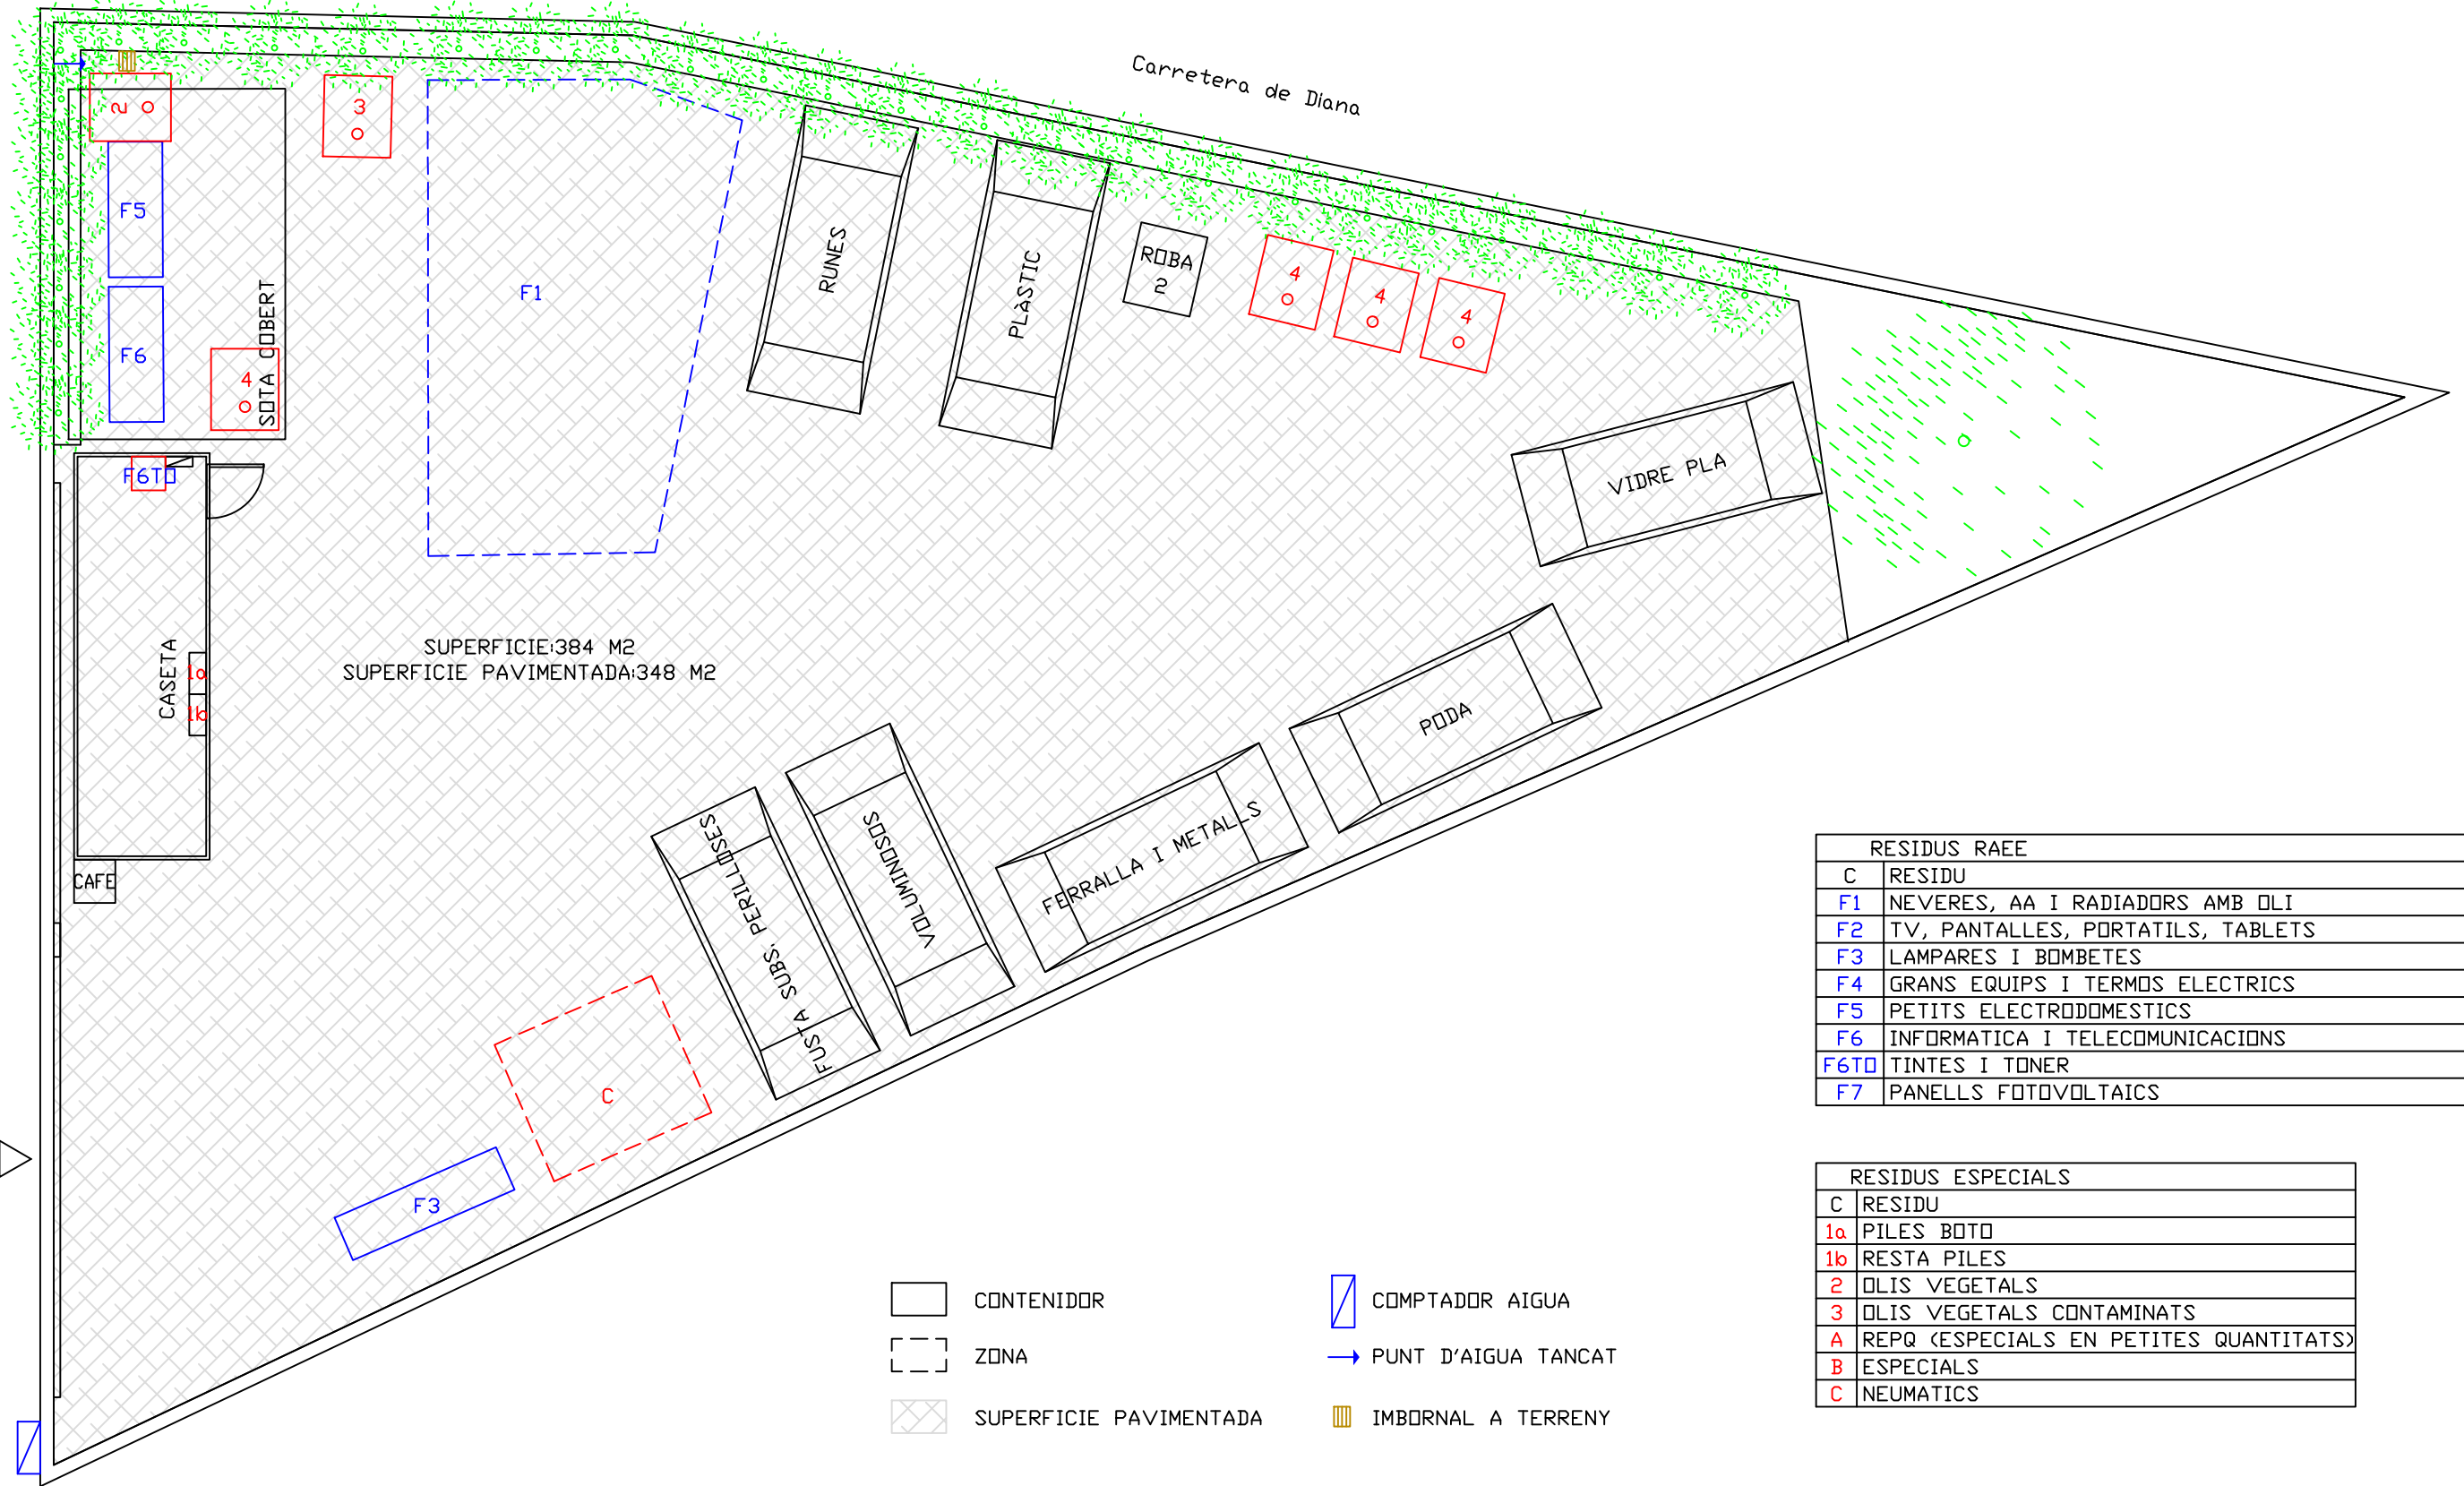 Carretera de Diana
2
3
F5
F6
SOTA COBERT
4
F1
RUNES
PLÀSTIC
ROBA
2
4
4
4
VIDRE PLA
F6TO
CASETA
1a
1b
CAFE
SUPERFICIE:384 M2
SUPERFICIE PAVIMENTADA:348 M2
PODA
FERRALLA I METALLS
VOLUMINOSOS
FUSTA SUBS. PERILLOSES
C
F3
RESIDUS RAEE
C RESIDU
F1 NEVERES, AA I RADIADORS AMB OLI
F2 TV, PANTALLES, PORTATILS, TABLETS
F3 LAMPARES I BOMBETES
F4 GRANS EQUIPS I TERMOS ELECTRICS
F5 PETITS ELECTRODOMESTICS
F6 INFORMATICA I TELECOMUNICACIONS
F6TO TINTES I TONER
F7 PANELLS FOTOVOLTAICS
RESIDUS ESPECIALS
C RESIDU
1a PILES BOTO
1b RESTA PILES
2 OLIS VEGETALS
3 OLIS VEGETALS CONTAMINATS
A REPQ (ESPECIALS EN PETITES QUANTITATS)
B ESPECIALS
C NEUMATICS
CONTENIDOR
ZONA
SUPERFICIE PAVIMENTADA
COMPTADOR AIGUA
PUNT D'AIGUA TANCAT
IMBORNAL A TERRENY